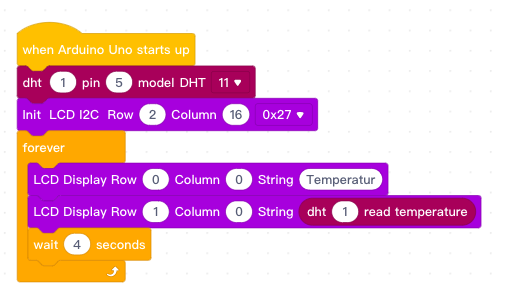 when Arduino Uno starts up
dht 1 pin 5 model DHT 11
Init LCD I2C Row 2 Column 16 0x27
forever
LCD Display Row 0 Column 0 String Temperatur
LCD Display Row 1 Column 0 String dht 1 read temperature
wait 4 seconds